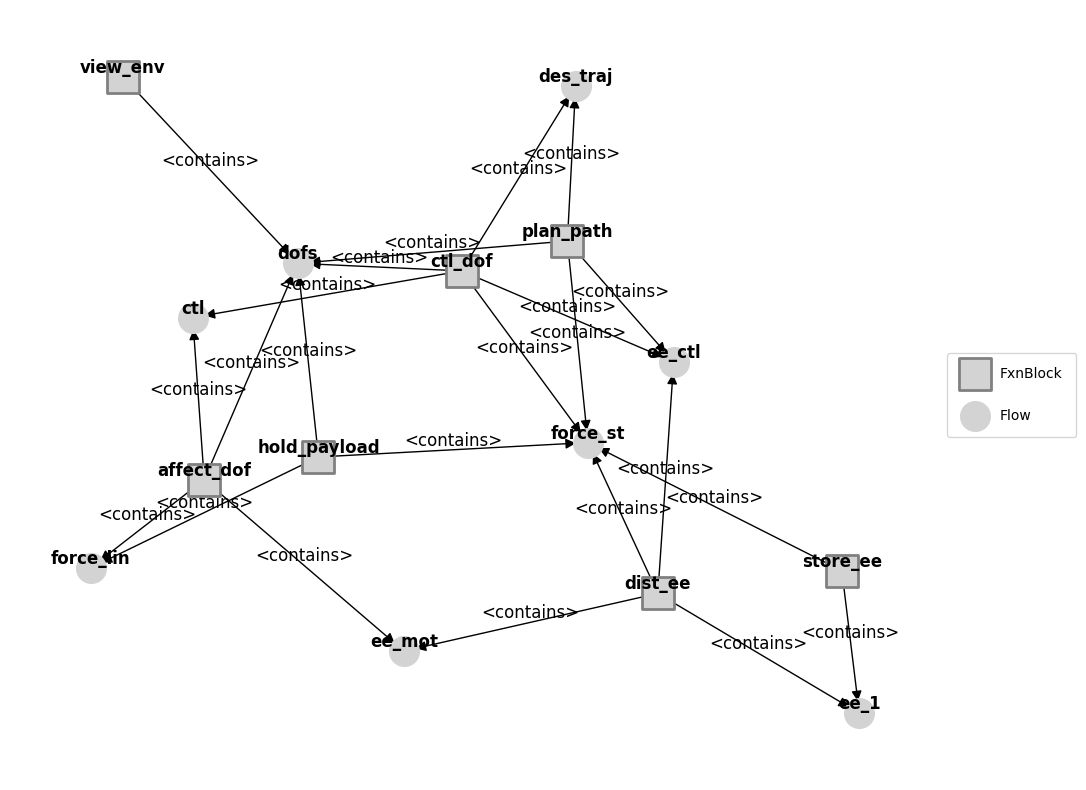 view_env
des_traj
<contains>
<contains>
<contains>
plan_path
<contains>
dofs
<contains>
ctl_dof
<contains>
<contains>
ctl
<contains>
<contains>
<contains>
<contains>
ee_ctl
<contains>
<contains>
FxnBlock
Flow
force_st
<contains>
hold_payload
<contains>
affect_dof
<contains>
<contains>
<contains>
<contains>
force_lin
<contains>
store_ee
dist_ee
<contains>
<contains>
<contains>
ee_mot
ee_1